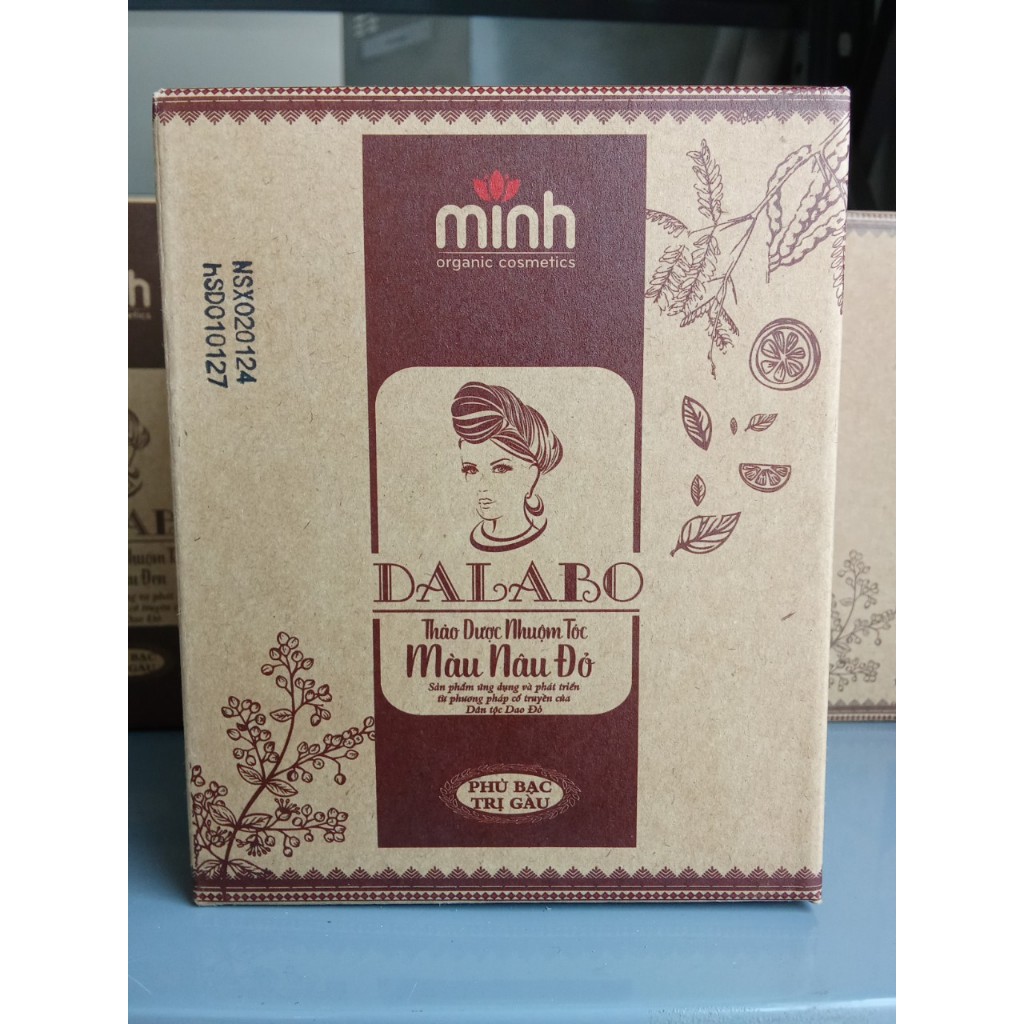 minh
organic cosmetics
NSX020124
hSD010127
DALABO
Thảo Dược Nhuộm Tóc
Màu Nâu Đỏ
Sản phẩm ứng dụng và phát triển
từ phương pháp cổ truyền của
Dân tộc Dao Đỏ
PHỦ BẠC
TRỊ GÀU